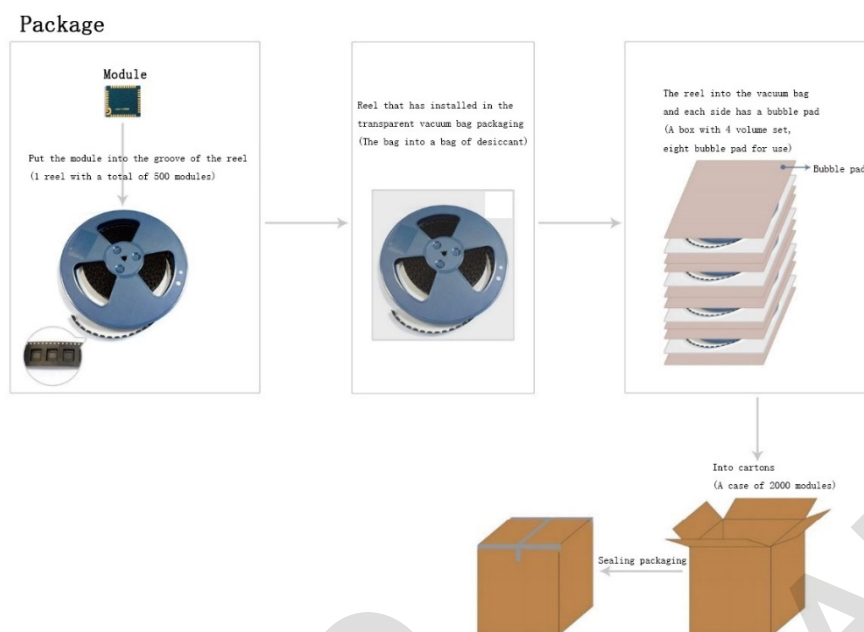 Package
Module
Put the module into the groove of the reel
(1 reel with a total of 500 modules)
Reel that has installed in the
transparent vacuum bag packaging
(The bag into a bag of desiccant)
The reel into the vacuum bag
and each side has a bubble pad
(A box with 4 volume set,
eight bubble pad for use)
Bubble pad
Into cartons
(A case of 2000 modules)
Sealing packaging